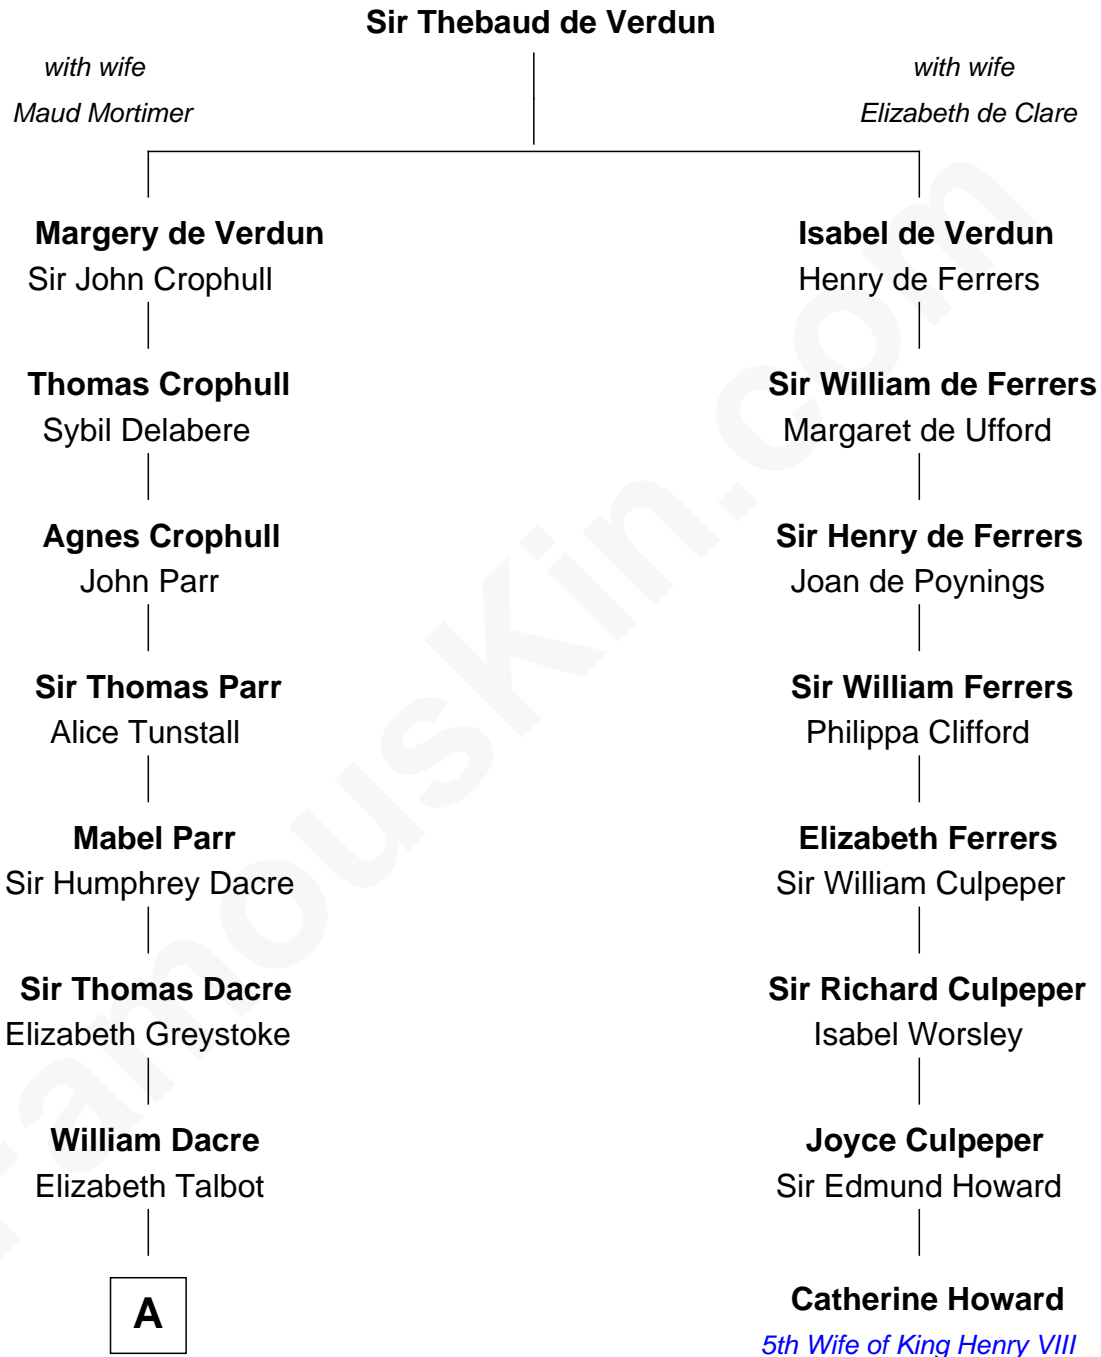 Sir Thebaud de Verdun
with wife
Maud Mortimer
with wife
Elizabeth de Clare
Margery de Verdun
Sir John Crophull
Isabel de Verdun
Henry de Ferrers
Thomas Crophull
Sybil Delabere
Sir William de Ferrers
Margaret de Ufford
Agnes Crophull
John Parr
Sir Henry de Ferrers
Joan de Poynings
Sir Thomas Parr
Alice Tunstall
Sir William Ferrers
Philippa Clifford
Mabel Parr
Sir Humphrey Dacre
Elizabeth Ferrers
Sir William Culpeper
Sir Thomas Dacre
Elizabeth Greystoke
Sir Richard Culpeper
Isabel Worsley
William Dacre
Elizabeth Talbot
Joyce Culpeper
Sir Edmund Howard
A
Catherine Howard
5th Wife of King Henry VIII
FamousKin.com